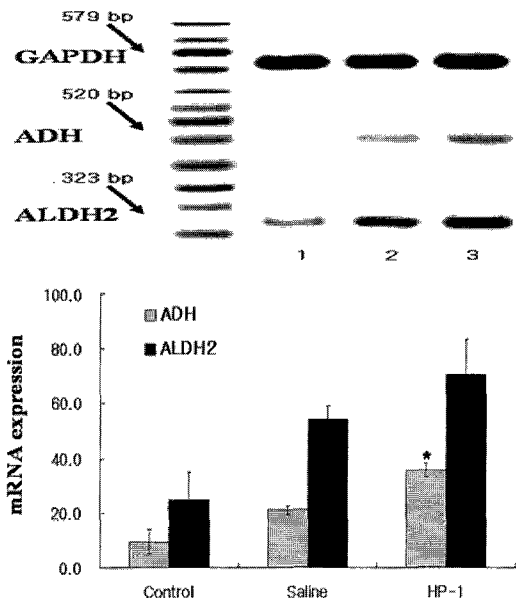 579 bp
GAPDH
520 bp
ADH
.323 bp
ALDH2
1 2 3
100.0
80.0
60.0
40.0
20.0
0.0
mRNA expression
ADH
ALDH2
*
Control Saline HP-1